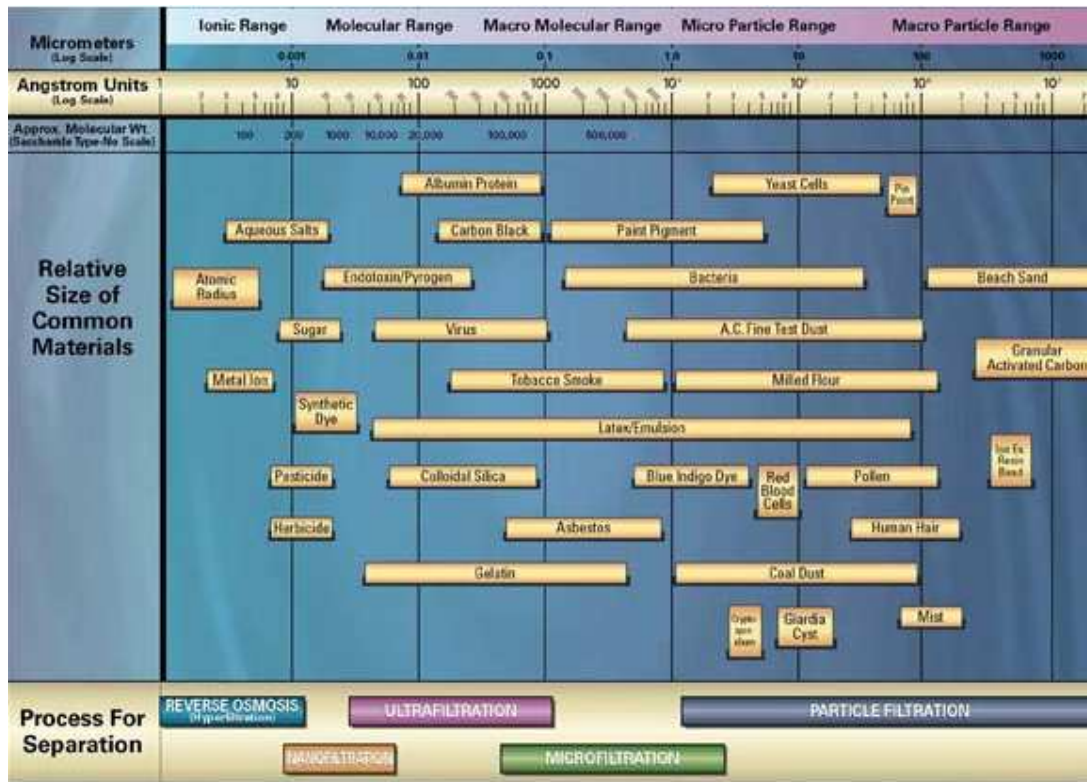 Ionic Range Molecular Range Macro Molecular Range Micro Particle Range Macro Particle Range
Micrometers
(Log Scale)
0.001 0.01 0.1 1.0 10 100 1000
Angstrom Units
(Log Scale)
1 10 100 1000
Approx. Molecular Wt.
(Saccharide Type-No Scale)
100 200 1000 10,000 20,000 100,000 500,000
Relative
Size of
Common
Materials
Albumin Protein
Yeast Cells
Pin
Point
Aqueous Salts
Carbon Black
Paint Pigment
Atomic
Radius
Endotoxin/Pyrogen
Bacteria
Beach Sand
Sugar
Virus
A.C. Fine Test Dust
Granular
Activated Carbon
Metal Ion
Tobacco Smoke
Milled Flour
Synthetic
Dye
Latex/Emulsion
Ion Ex.
Resin
Bead
Pesticide
Colloidal Silica
Blue Indigo Dye
Red
Blood
Cells
Pollen
Herbicide
Asbestos
Human Hair
Gelatin
Coal Dust
Giardia
Cyst
Mist
Process For
Separation
REVERSE OSMOSIS
(Hyperfiltration)
ULTRAFILTRATION
PARTICLE FILTRATION
NANOFILTRATION
MICROFILTRATION